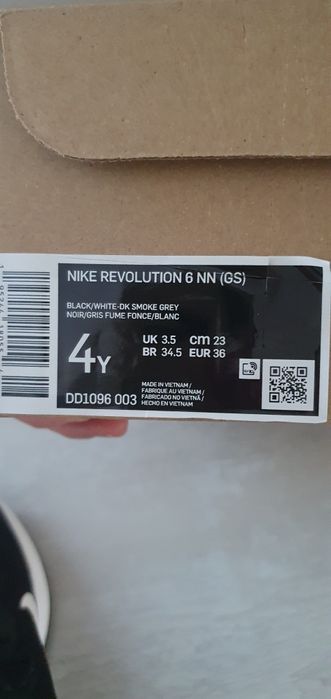 NIKE REVOLUTION 6 NN (GS)
BLACK/WHITE-DK SMOKE GREY
NOIR/GRIS FUME FONCE/BLANC
4Y
UK 3.5 cm 23
BR 34.5 EUR 36
MADE IN VIETNAM /
FABRIQUE AU VIETNAM /
FABRICADO NO VIETNÃ /
HECHO EN VIETNAM
DD1096 003